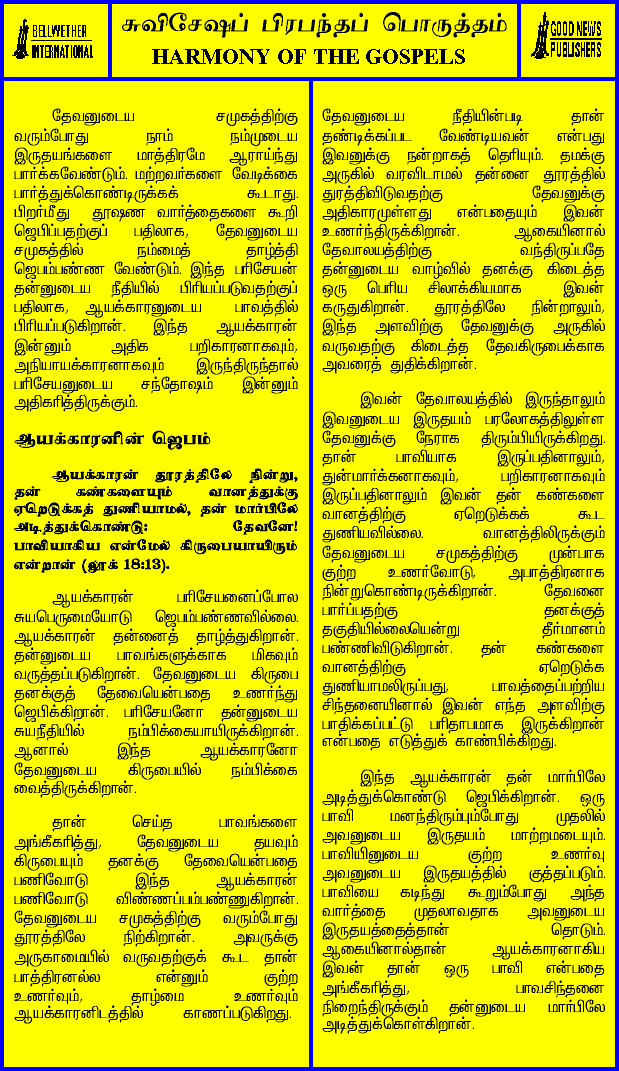 BELLWETHER
INTERNATIONAL
சுவிசேஷப் பிரபந்தப் பொருத்தம்
HARMONY OF THE GOSPELS
GOOD NEWS
PUBLISHERS
தேவனுடைய சமுகத்திற்கு
வரும்போது நாம் நம்முடைய
இருதயங்களை மாத்திரமே ஆராய்ந்து
பார்க்கவேண்டும். மற்றவர்களை வேடிக்கை
பார்த்துக்கொண்டிருக்கக் கூடாது.
பிறர்மீது தூஷண வார்த்தைகளை கூறி
ஜெபிப்பதற்குப் பதிலாக, தேவனுடைய
சமுகத்தில் நம்மைத் தாழ்த்தி
ஜெபம்பண்ண வேண்டும். இந்த பரிசேயன்
தன்னுடைய நீதியில் பிரியப்படுவதற்குப்
பதிலாக, ஆயக்காரனுடைய பாவத்தில்
பிரியப்படுகிறான். இந்த ஆயக்காரன்
இன்னும் அதிக பறிகாரனாகவும்,
அநியாயக்காரனாகவும் இருந்திருந்தால்
பரிசேயனுடைய சந்தோஷம் இன்னும்
அதிகரித்திருக்கும்.
ஆயக்காரனின் ஜெபம்
ஆயக்காரன் தூரத்திலே நின்று,
தன் கண்களையும் வானத்துக்கு
ஏறெடுக்கத் துணியாமல், தன் மார்பிலே
அடித்துக்கொண்டு: தேவனே!
பாவியாகிய என்மேல் கிருபையாயிரும்
என்றான் (லூக் 18:13).
ஆயக்காரன் பரிசேயனைப்போல
சுயபெருமையோடு ஜெபம்பண்ணவில்லை.
ஆயக்காரன் தன்னைத் தாழ்த்துகிறான்.
தன்னுடைய பாவங்களுக்காக மிகவும்
வருத்தப்படுகிறான். தேவனுடைய கிருபை
தனக்குத் தேவையென்பதை உணர்ந்து
ஜெபிக்கிறான். பரிசேயனோ தன்னுடைய
சுயநீதியில் நம்பிக்கையாயிருக்கிறான்.
ஆனால் இந்த ஆயக்காரனோ
தேவனுடைய கிருபையில் நம்பிக்கை
வைத்திருக்கிறான்.
தான் செய்த பாவங்களை
அங்கீகரித்து, தேவனுடைய தயவும்
கிருபையும் தனக்கு தேவையென்பதை
பணிவோடு இந்த ஆயக்காரன்
பணிவோடு விண்ணப்பம்பண்ணுகிறான்.
தேவனுடைய சமுகத்திற்கு வரும்போது
தூரத்திலே நிற்கிறான். அவருக்கு
அருகாமையில் வருவதற்குக் கூட தான்
பாத்திரனல்ல என்னும் குற்ற
உணர்வும், தாழ்மை உணர்வும்
ஆயக்காரனிடத்தில் காணப்படுகிறது.
தேவனுடைய நீதியின்படி தான்
தண்டிக்கப்பட வேண்டியவன் என்பது
இவனுக்கு நன்றாகத் தெரியும். தமக்கு
அருகில் வரவிடாமல் தன்னை தூரத்தில்
துரத்திவிடுவதற்கு தேவனுக்கு
அதிகாரமுள்ளது என்பதையும் இவன்
உணர்ந்திருக்கிறான். ஆகையினால்
தேவாலயத்திற்கு வந்திருப்பதே
தன்னுடைய வாழ்வில் தனக்கு கிடைத்த
ஒரு பெரிய சிலாக்கியமாக இவன்
கருதுகிறான். தூரத்திலே நின்றாலும்,
இந்த அளவிற்கு தேவனுக்கு அருகில்
வருவதற்கு கிடைத்த தேவகிருபைக்காக
அவரைத் துதிக்கிறான்.
இவன் தேவாலயத்தில் இருந்தாலும்
இவனுடைய இருதயம் பரலோகத்திலுள்ள
தேவனுக்கு நேராக திரும்பியிருக்கிறது.
தான் பாவியாக இருப்பதினாலும்,
துன்மார்க்கனாகவும், பறிகாரனாகவும்
இருப்பதினாலும் இவன் தன் கண்களை
வானத்திற்கு ஏறெடுக்கக் கூட
துணியவில்லை. வானத்திலிருக்கும்
தேவனுடைய சமுகத்திற்கு முன்பாக
குற்ற உணர்வோடு, அபாத்திரனாக
நின்றுகொண்டிருக்கிறான். தேவனை
பார்ப்பதற்கு தனக்குத்
தகுதியில்லையென்று தீர்மானம்
பண்ணிவிடுகிறான். தன் கண்களை
வானத்திற்கு ஏறெடுக்க
துணியாமலிருப்பது, பாவத்தைப்பற்றிய
சிந்தனையினால் இவன் எந்த அளவிற்கு
பாதிக்கப்பட்டு பரிதாபமாக இருக்கிறான்
என்பதை எடுத்துக் காண்பிக்கிறது.
இந்த ஆயக்காரன் தன் மார்பிலே
அடித்துக்கொண்டு ஜெபிக்கிறான். ஒரு
பாவி மனந்திரும்பும்போது முதலில்
அவனுடைய இருதயம் மாற்றமடையும்.
பாவியினுடைய குற்ற உணர்வு
அவனுடைய இருதயத்தில் குத்தப்படும்.
பாவியை கடிந்து கூறும்போது அந்த
வார்த்தை முதலாவதாக அவனுடைய
இருதயத்தைத்தான் தொடும்.
ஆகையினால்தான் ஆயக்காரனாகிய
இவன் தான் ஒரு பாவி என்பதை
அங்கீகரித்து, பாவசிந்தனை
நிறைந்திருக்கும் தன்னுடைய மார்பிலே
அடித்துக்கொள்கிறான்.